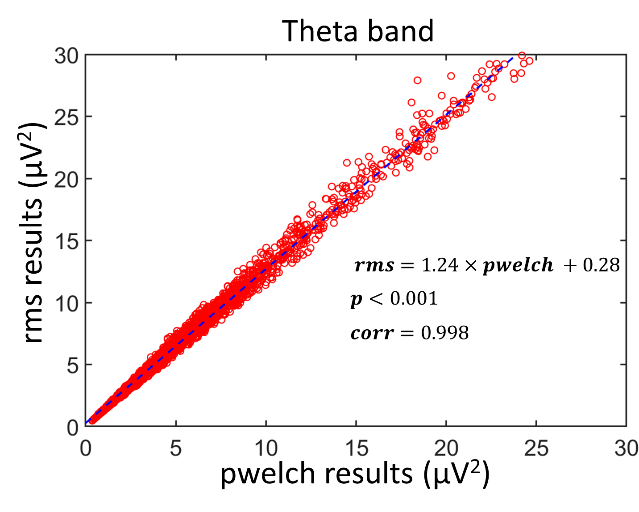 Theta band
30
25
20
15
10
5
0
rms results (μV²)
rms = 1.24 × pwelch + 0.28
p < 0.001
corr = 0.998
0 5 10 15 20 25 30
pwelch results (μV²)